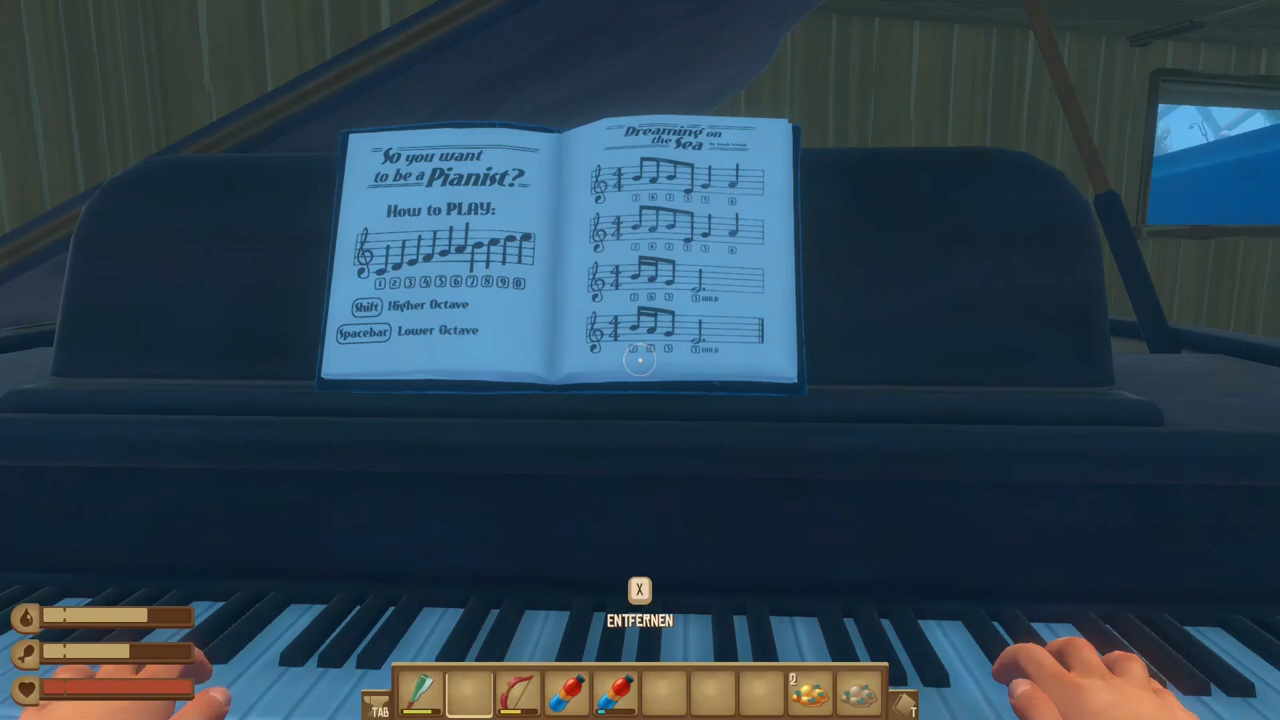 So you want
to be a Pianist?
How to PLAY:
1 2 3 4 5 6 7 8 9 0
Shift Higher Octave
Spacebar Lower Octave
Dreaming on
the Sea
HOLD
HOLD
X
ENTFERNEN
TAB
2
T